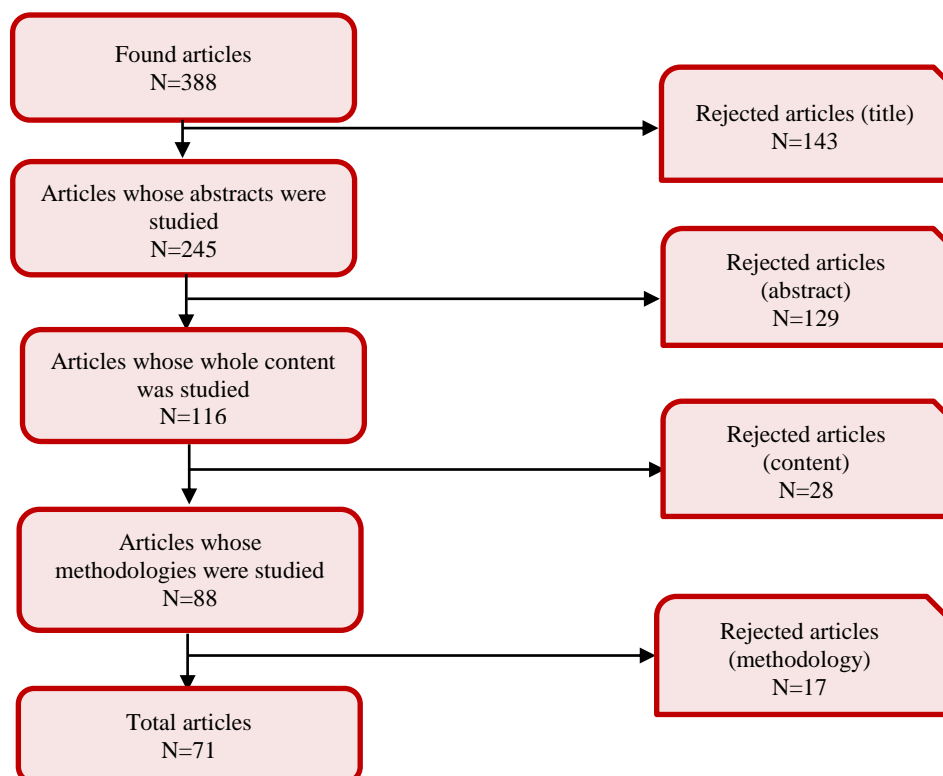 Found articles
N=388
Rejected articles (title)
N=143
Articles whose abstracts were
studied
N=245
Rejected articles
(abstract)
N=129
Articles whose whole content
was studied
N=116
Rejected articles
(content)
N=28
Articles whose
methodologies were studied
N=88
Rejected articles
(methodology)
N=17
Total articles
N=71